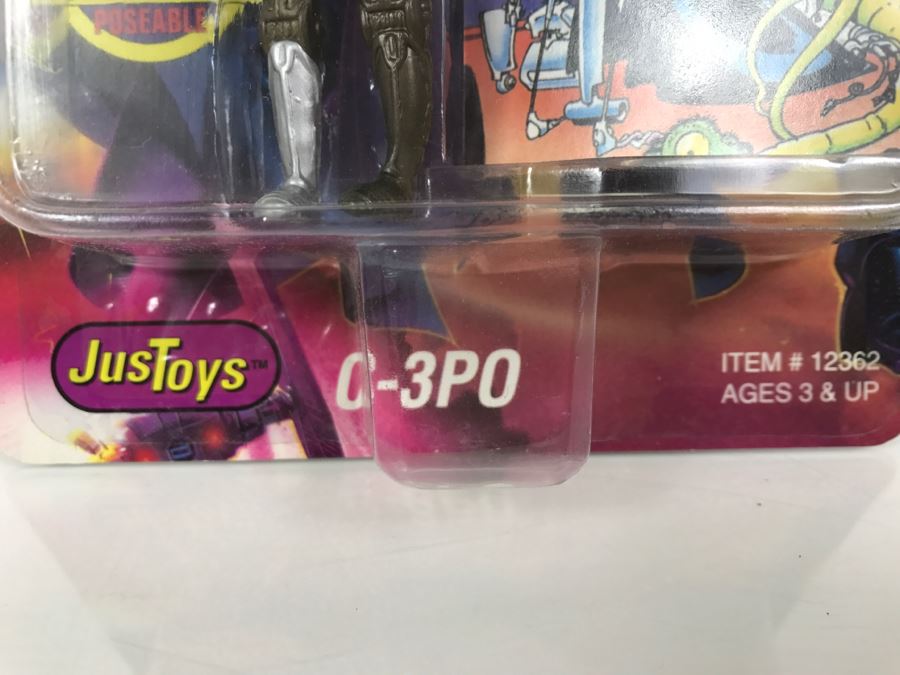 POSEABLE
JusToys™
C-3PO
ITEM # 12362
AGES 3 & UP